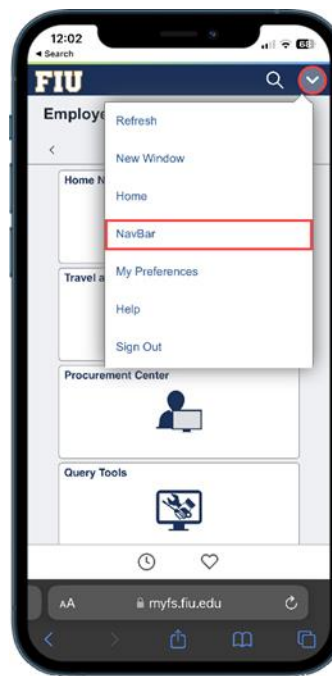 12:02
Search
68
FIU
Employe
Refresh
New Window
Home N
Home
NavBar
Travel a
My Preferences
Help
Sign Out
Procurement Center
Query Tools
AA
myfs.fiu.edu